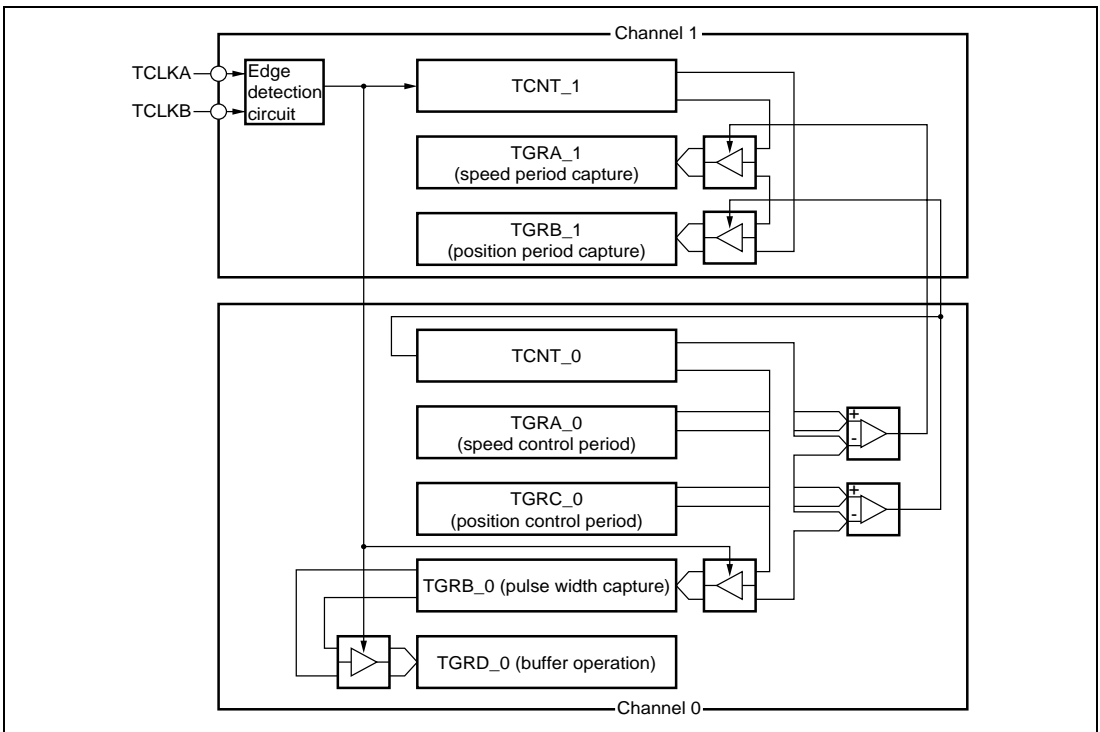 Channel 1
TCLKA
TCLKB
Edge
detection
circuit
TCNT_1
TGRA_1
(speed period capture)
TGRB_1
(position period capture)
TCNT_0
TGRA_0
(speed control period)
+
-
TGRC_0
(position control period)
+
-
TGRB_0 (pulse width capture)
TGRD_0 (buffer operation)
Channel 0